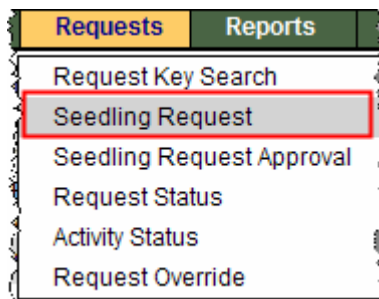 Requests Reports
Request Key Search
Seedling Request
Seedling Request Approval
Request Status
Activity Status
Request Override